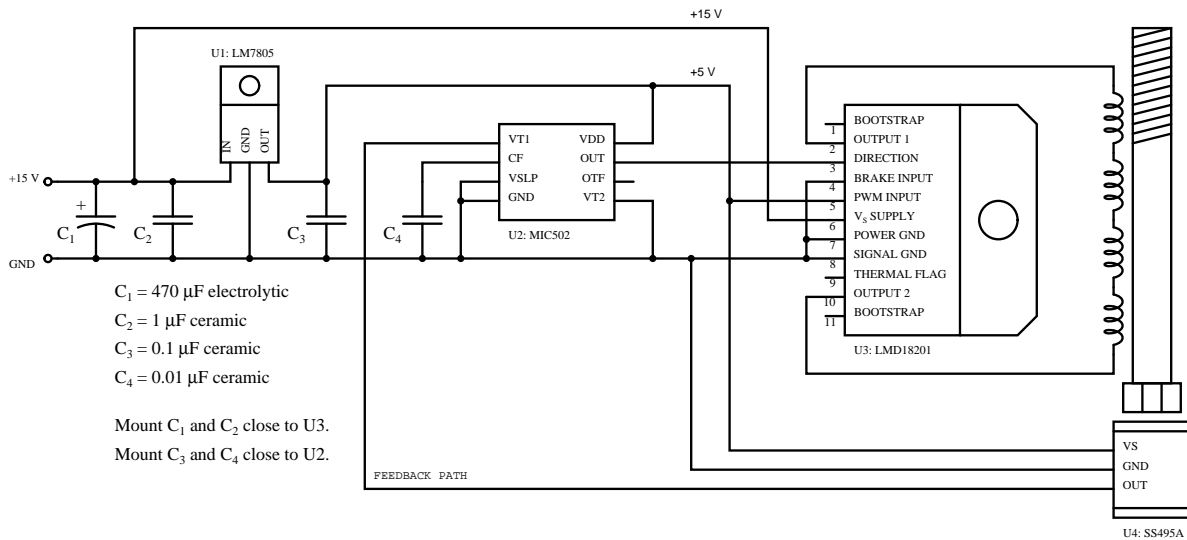 +15 V
U1: LM7805
+5 V
IN
GND
OUT
VT1
CF
VSLP
GND
VDD
OUT
OTF
VT2
U2: MIC502
BOOTSTRAP
OUTPUT 1
DIRECTION
BRAKE INPUT
PWM INPUT
VS SUPPLY
POWER GND
SIGNAL GND
THERMAL FLAG
OUTPUT 2
BOOTSTRAP
1
2
3
4
5
6
7
8
9
10
11
U3: LMD18201
+15 V
+
C1
C2
C3
C4
GND
C1 = 470 μF electrolytic
C2 = 1 μF ceramic
C3 = 0.1 μF ceramic
C4 = 0.01 μF ceramic
Mount C1 and C2 close to U3.
Mount C3 and C4 close to U2.
FEEDBACK PATH
VS
GND
OUT
U4: SS495A